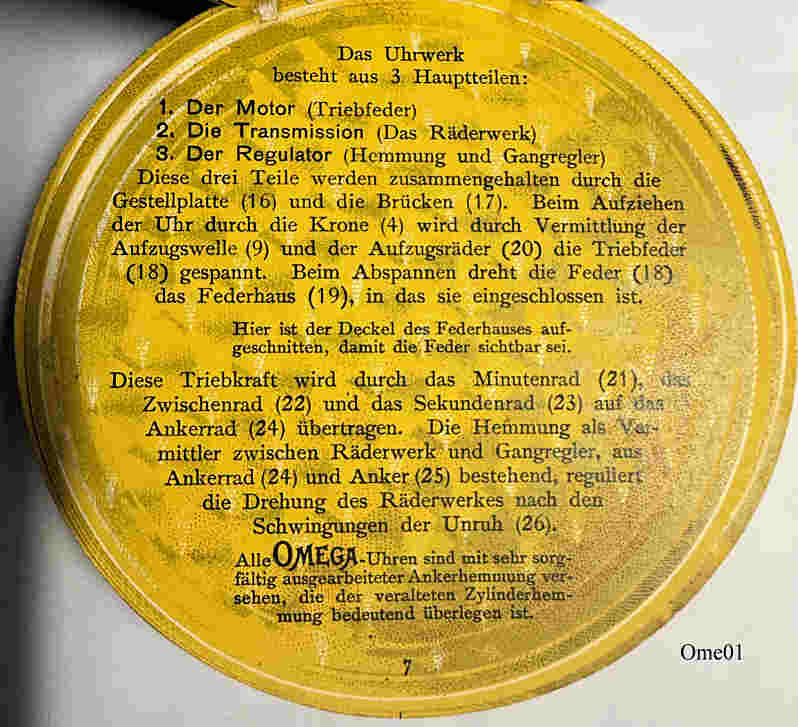 Das Uhrwerk
besteht aus 3 Hauptteilen:
1. Der Motor (Triebfeder)
2. Die Transmission (Das Räderwerk)
3. Der Regulator (Hemmung und Gangregler)
Diese drei Teile werden zusammengehalten durch die
Gestellplatte (16) und die Brücken (17). Beim Aufziehen
der Uhr durch die Krone (4) wird durch Vermittlung der
Aufzugswelle (9) und der Aufzugsräder (20) die Triebfeder
(18) gespannt. Beim Abspannen dreht die Feder (18)
das Federhaus (19), in das sie eingeschlossen ist.
Hier ist der Deckel des Federhauses auf-
geschnitten, damit die Feder sichtbar sei.
Diese Triebkraft wird durch das Minutenrad (21), das
Zwischenrad (22) und das Sekundenrad (23) auf das
Ankerrad (24) übertragen. Die Hemmung als Ver-
mittler zwischen Räderwerk und Gangregler, aus
Ankerrad (24) und Anker (25) bestehend, reguliert
die Drehung des Räderwerkes nach den
Schwingungen der Unruh (26).
Alle OMEGA-Uhren sind mit sehr sorg-
fältig ausgearbeiteter Ankerhemmung ver-
sehen, die der veralteten Zylinderhem-
mung bedeutend überlegen ist.
7
Ome01